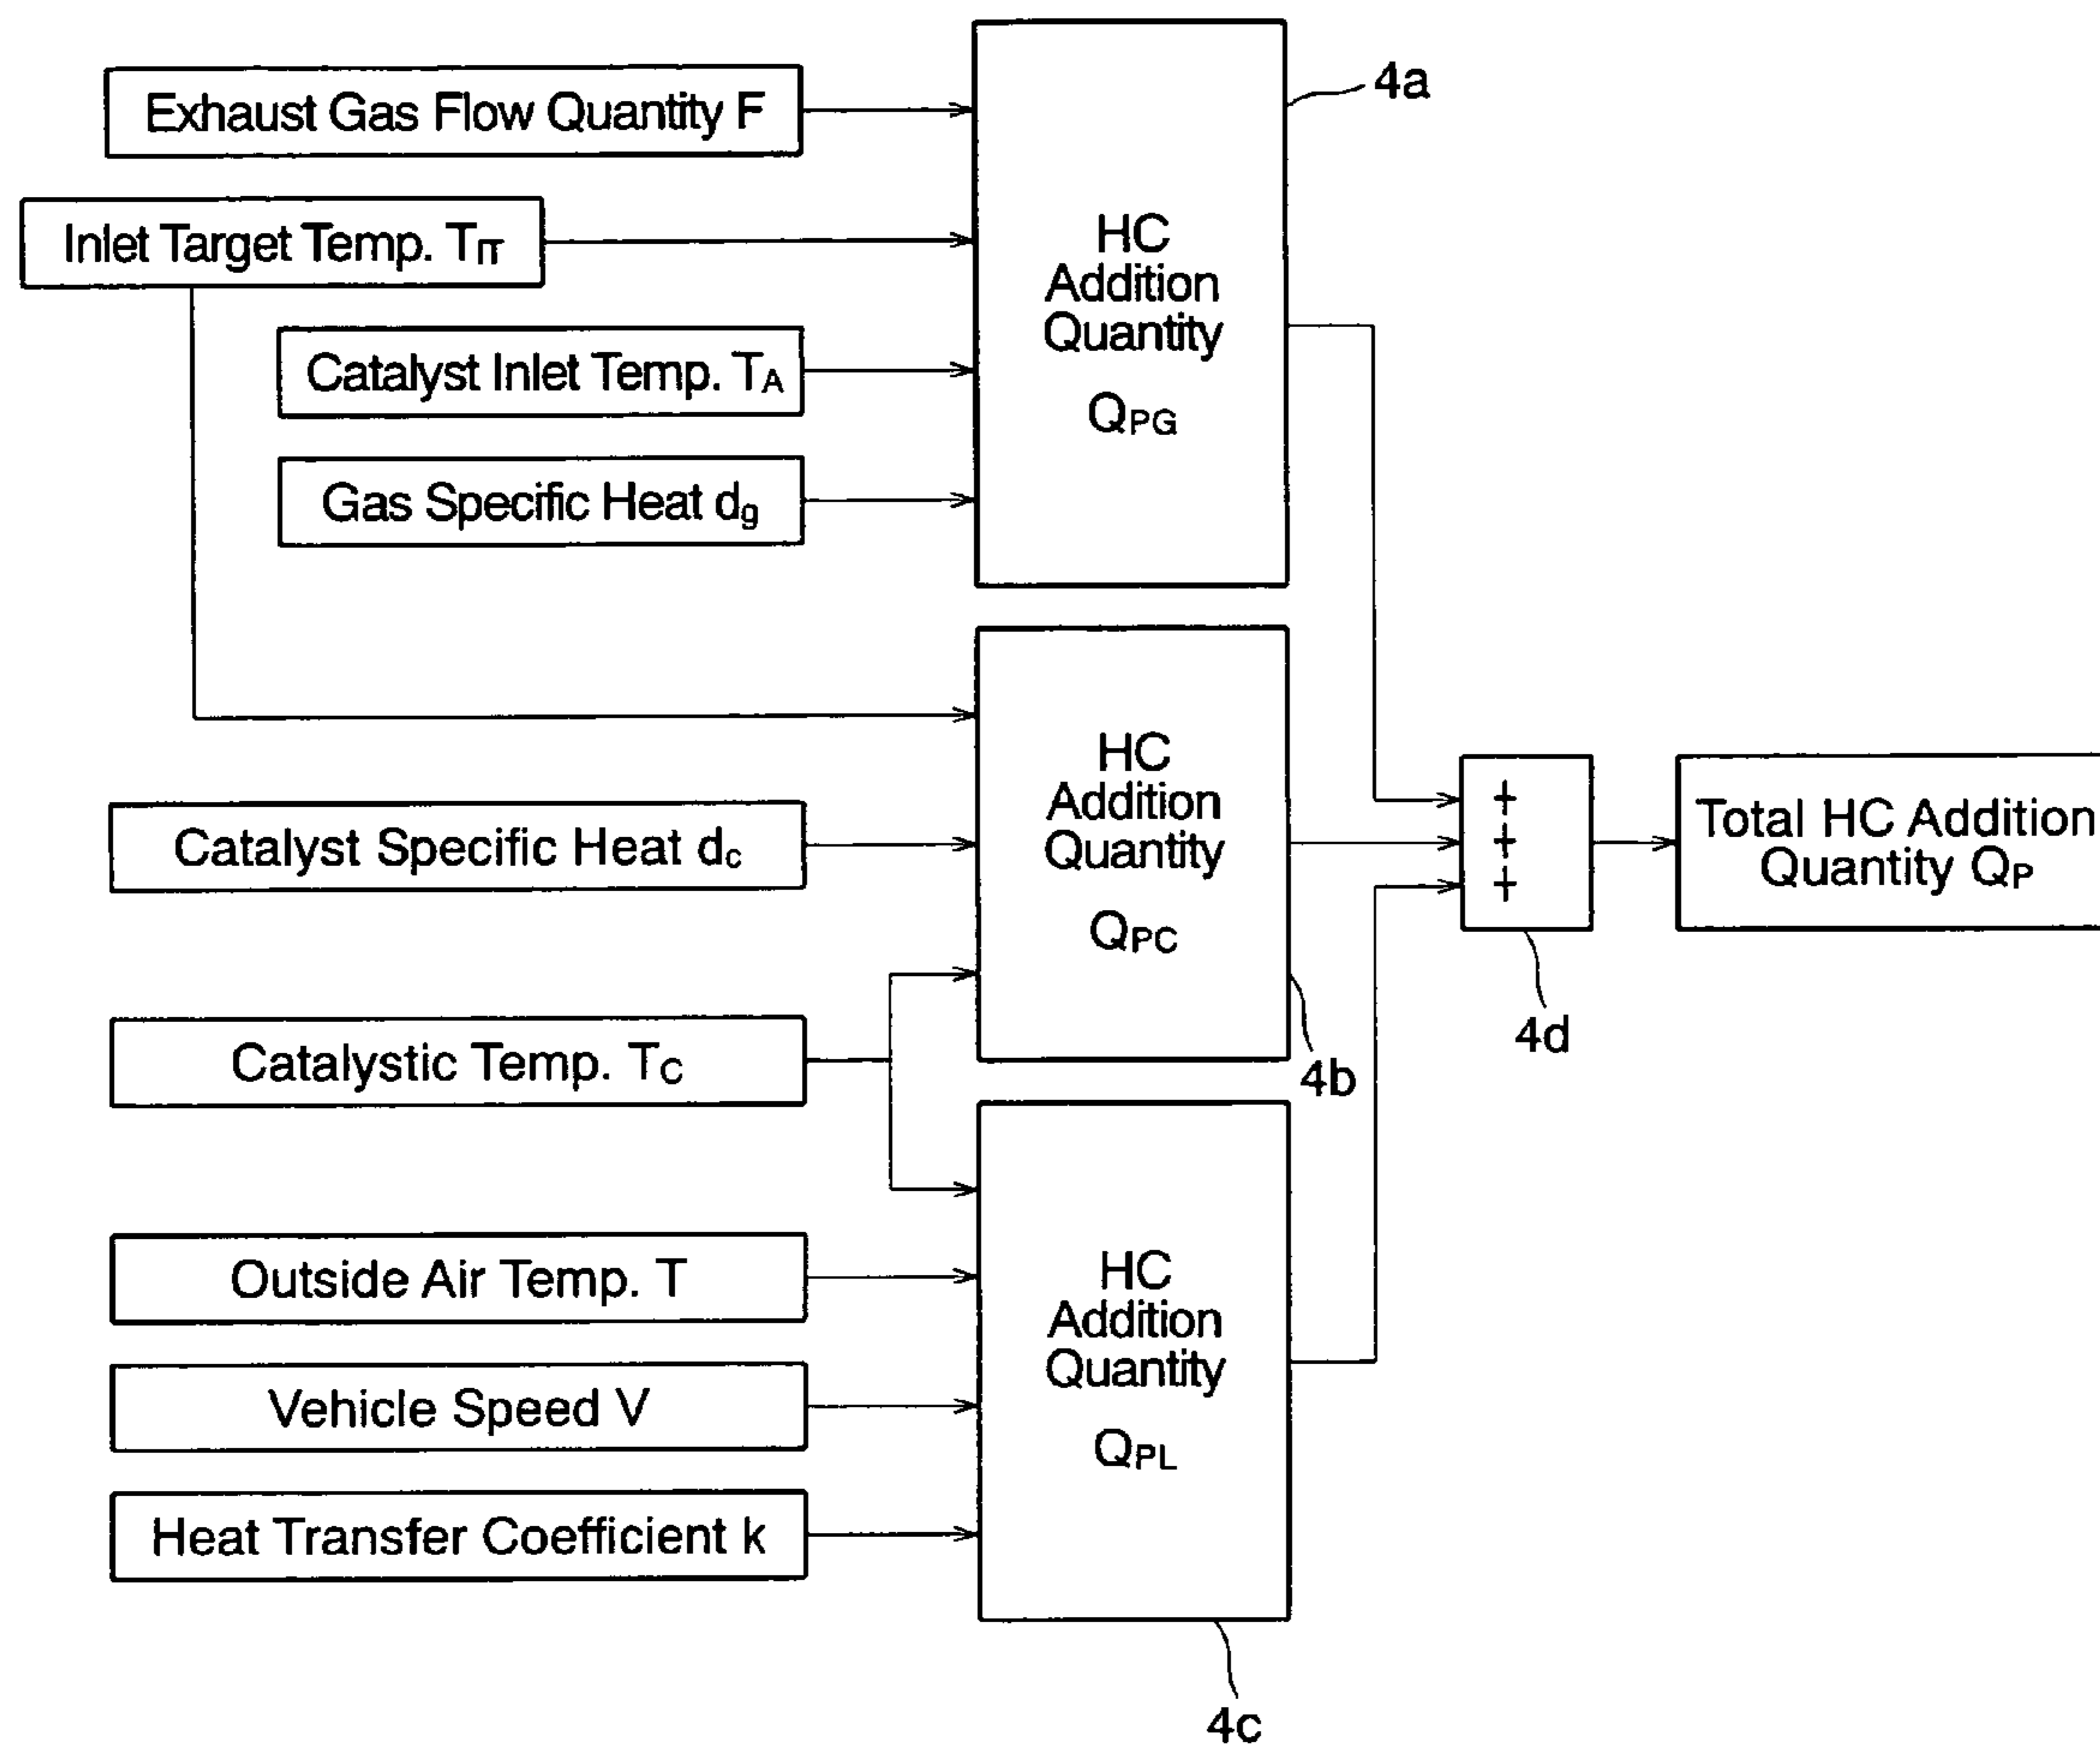 Exhaust Gas Flow Quantity F
Inlet Target Temp. TIT
Catalyst Inlet Temp. TA
Gas Specific Heat dg
HC
Addition
Quantity
QPG
4a
Catalyst Specific Heat dc
Catalystic Temp. TC
HC
Addition
Quantity
QPC
4b
Outside Air Temp. T
Vehicle Speed V
Heat Transfer Coefficient k
HC
Addition
Quantity
QPL
4c
+
+
+
4d
Total HC Addition
Quantity QP